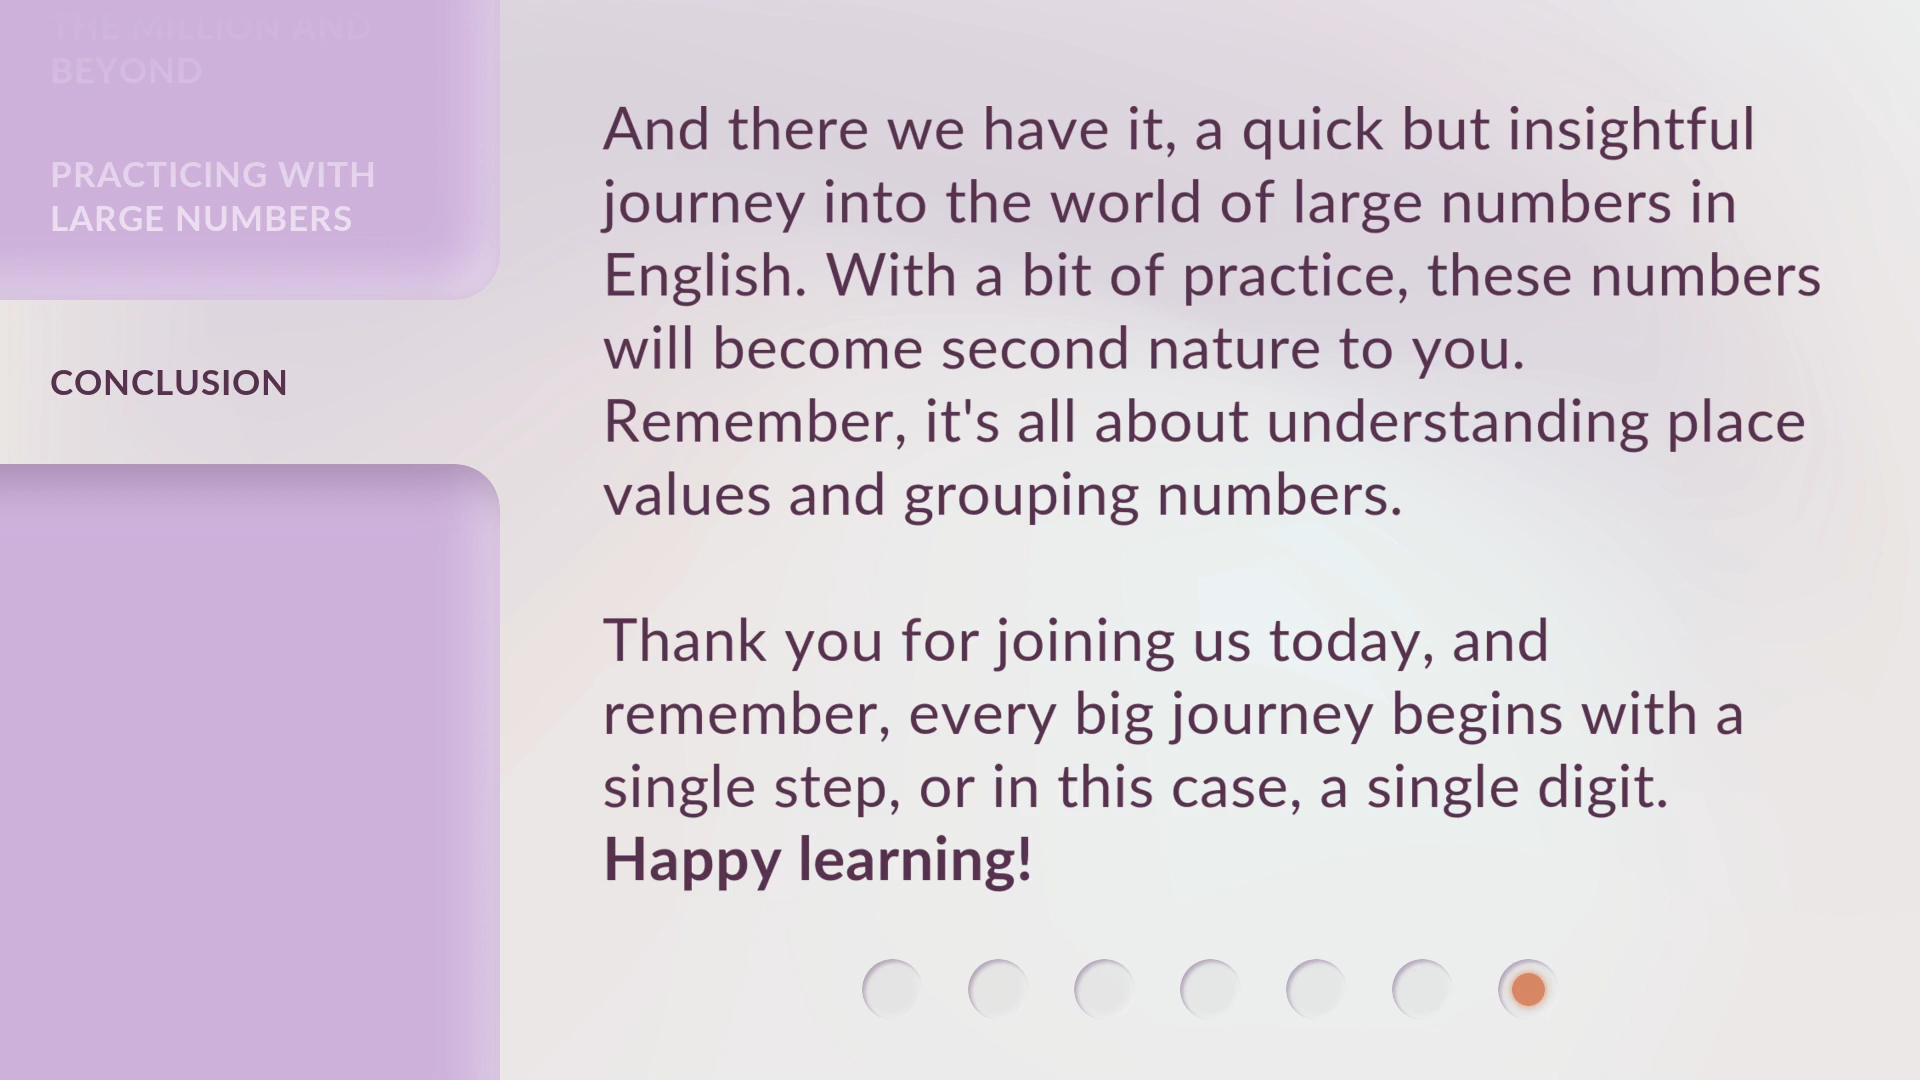 THE MILLION AND
BEYOND
PRACTICING WITH
LARGE NUMBERS
CONCLUSION
And there we have it, a quick but insightful
journey into the world of large numbers in
English. With a bit of practice, these numbers
will become second nature to you.
Remember, it's all about understanding place
values and grouping numbers.
Thank you for joining us today, and
remember, every big journey begins with a
single step, or in this case, a single digit.
Happy learning!